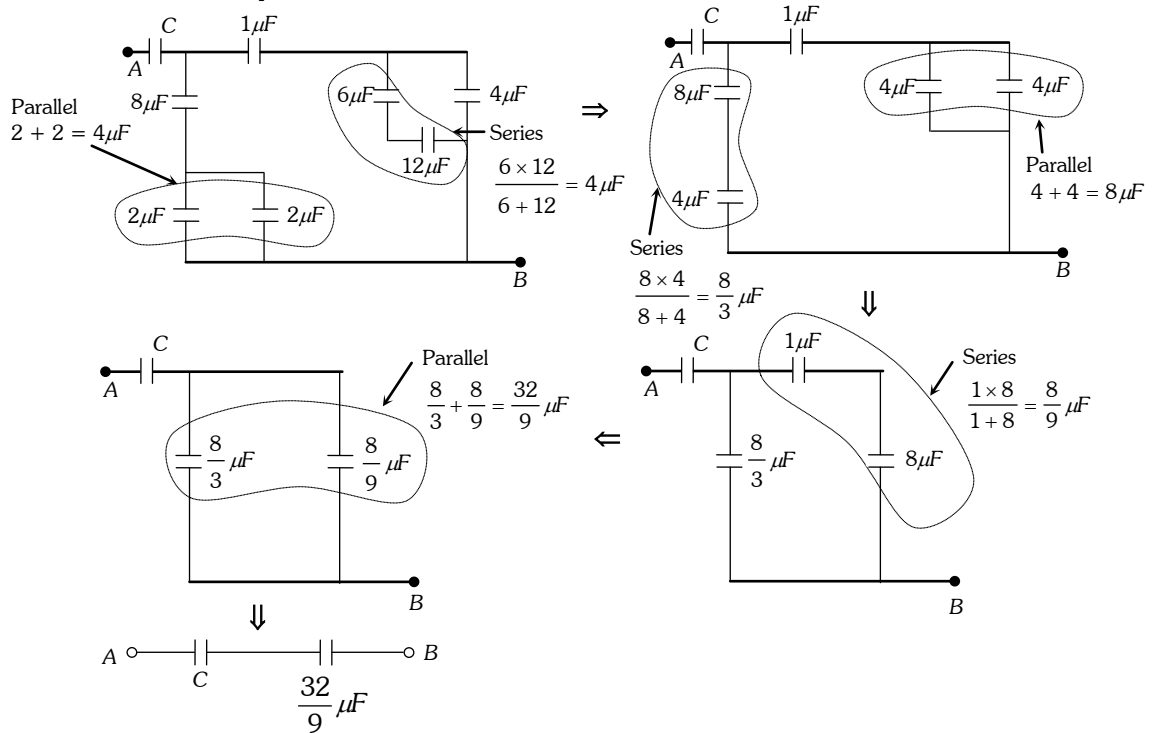 C
1μF
A
8μF
Parallel
2 + 2 = 4μF
6μF
4μF
Series
12μF
6 × 12 / 6 + 12 = 4μF
2μF
2μF
B
⇒
C
1μF
A
8μF
4μF
4μF
4μF
Parallel
4 + 4 = 8μF
Series
8 × 4 / 8 + 4 = 8/3 μF
B
⇓
C
1μF
A
Series
1 × 8 / 1 + 8 = 8/9 μF
8/3 μF
8μF
B
⇐
C
A
Parallel
8/3 + 8/9 = 32/9 μF
8/3 μF
8/9 μF
B
⇓
A
B
C
32/9 μF